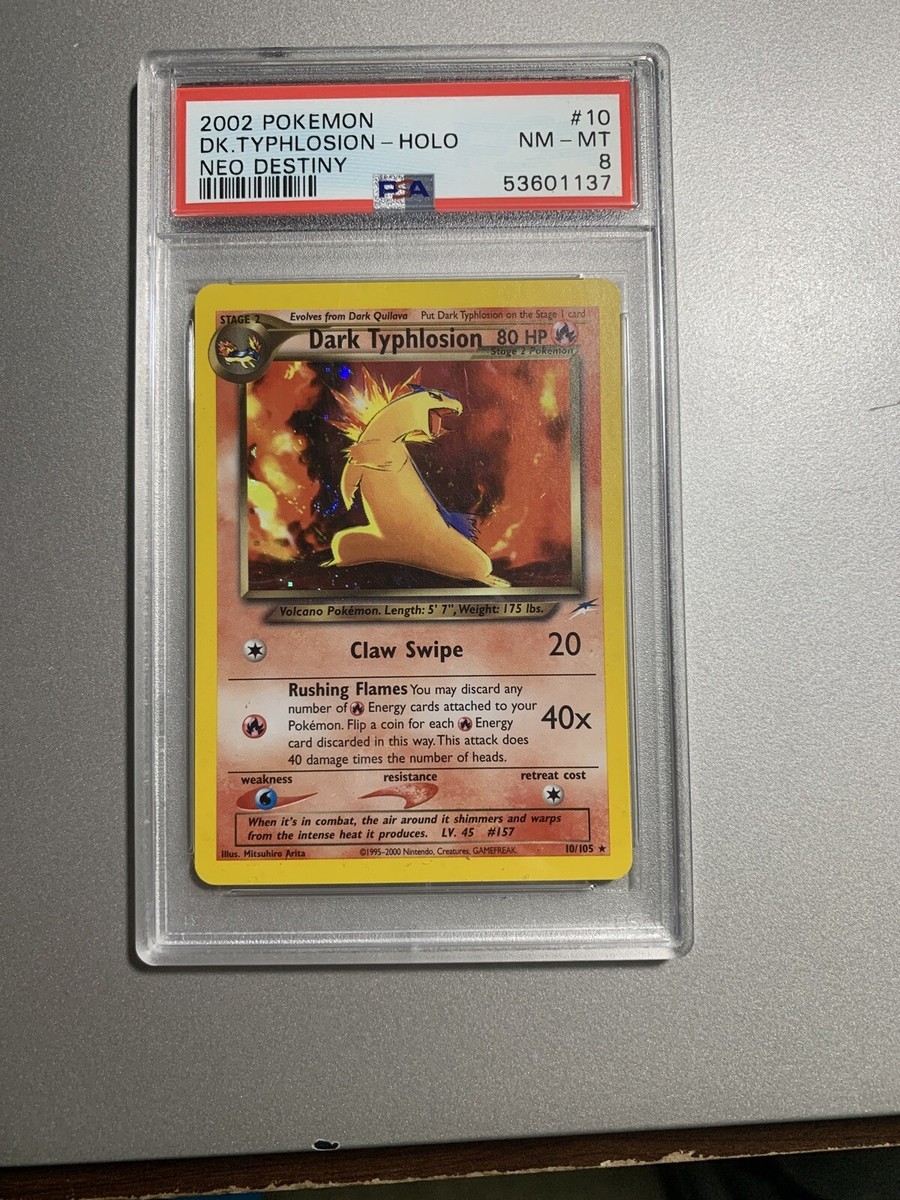 2002 POKEMON #10
DK.TYPHLOSION - HOLO NM - MT
NEO DESTINY 8
PSA 53601137
STAGE 2 Evolves from Dark Quilava Put Dark Typhlosion on the Stage 1 card
Dark Typhlosion 80 HP
Stage 2 Pokémon
Volcano Pokémon. Length: 5' 7", Weight: 175 lbs.
Claw Swipe 20
Rushing Flames You may discard any
number of Energy cards attached to your
Pokémon. Flip a coin for each Energy
card discarded in this way. This attack does
40 damage times the number of heads.
40x
weakness resistance retreat cost
When it's in combat, the air around it shimmers and warps
from the intense heat it produces. LV. 45 #157
Illus. Mitsuhiro Arita ©1995-2000 Nintendo, Creatures, GAMEFREAK. 10/105 ★